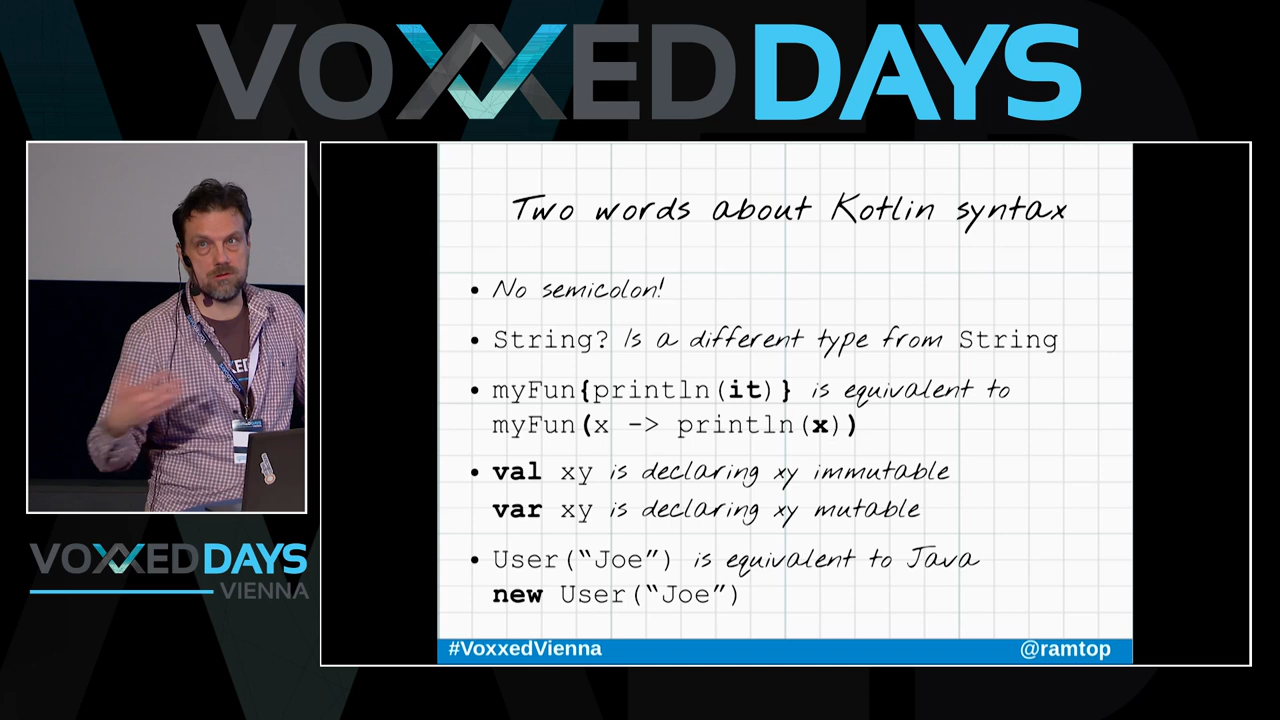 VOXXED DAYS
Two words about Kotlin syntax
• No semicolon!
• String? Is a different type from String
• myFun{println(it)} is equivalent to
myFun(x -> println(x))
• val xy is declaring xy immutable
var xy is declaring xy mutable
• User(“Joe”) is equivalent to Java
new User(“Joe”)
#VoxxedVienna
@ramtop
VOXXED DAYS
VIENNA